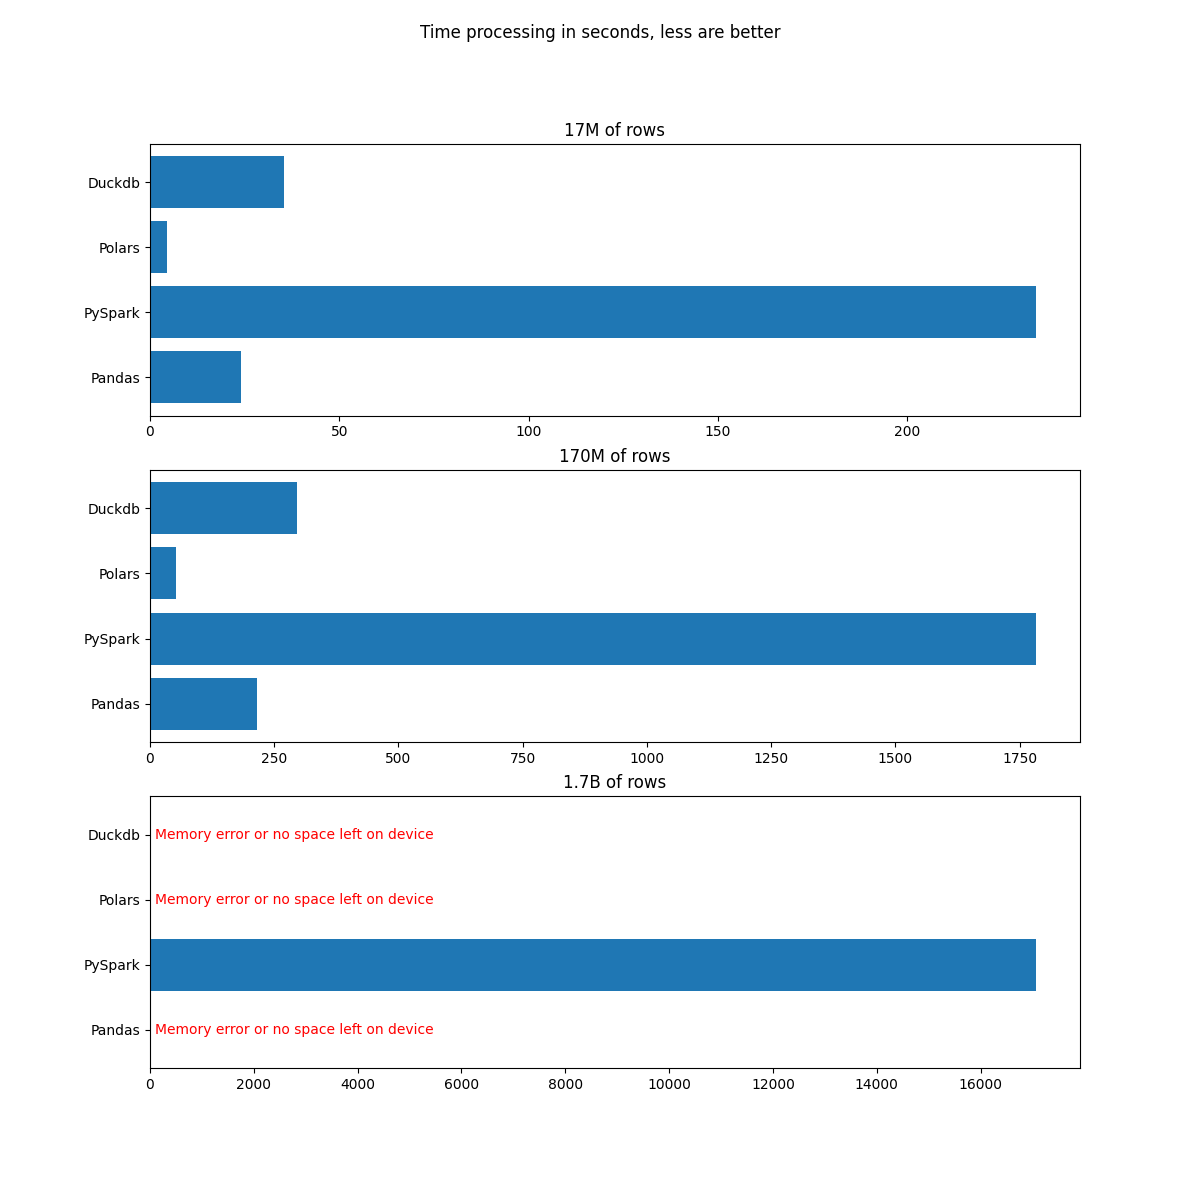 Time processing in seconds, less are better
17M of rows
Duckdb
Polars
PySpark
Pandas
0 50 100 150 200
170M of rows
Duckdb
Polars
PySpark
Pandas
0 250 500 750 1000 1250 1500 1750
1.7B of rows
Duckdb Memory error or no space left on device
Polars Memory error or no space left on device
PySpark
Pandas Memory error or no space left on device
0 2000 4000 6000 8000 10000 12000 14000 16000